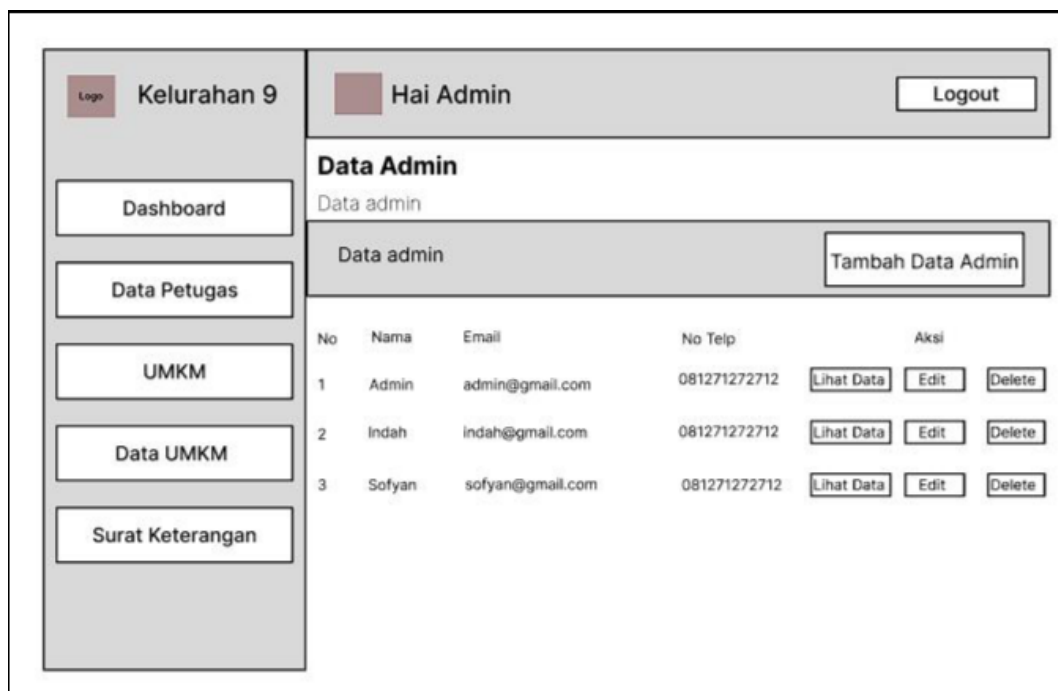 Logo
Kelurahan 9
Hai Admin
Logout
Dashboard
Data Petugas
UMKM
Data UMKM
Surat Keterangan
Data Admin
Data admin
Data admin
Tambah Data Admin
No Nama Email No Telp Aksi
1 Admin admin@gmail.com 081271272712 Lihat Data Edit Delete
2 Indah indah@gmail.com 081271272712 Lihat Data Edit Delete
3 Sofyan sofyan@gmail.com 081271272712 Lihat Data Edit Delete